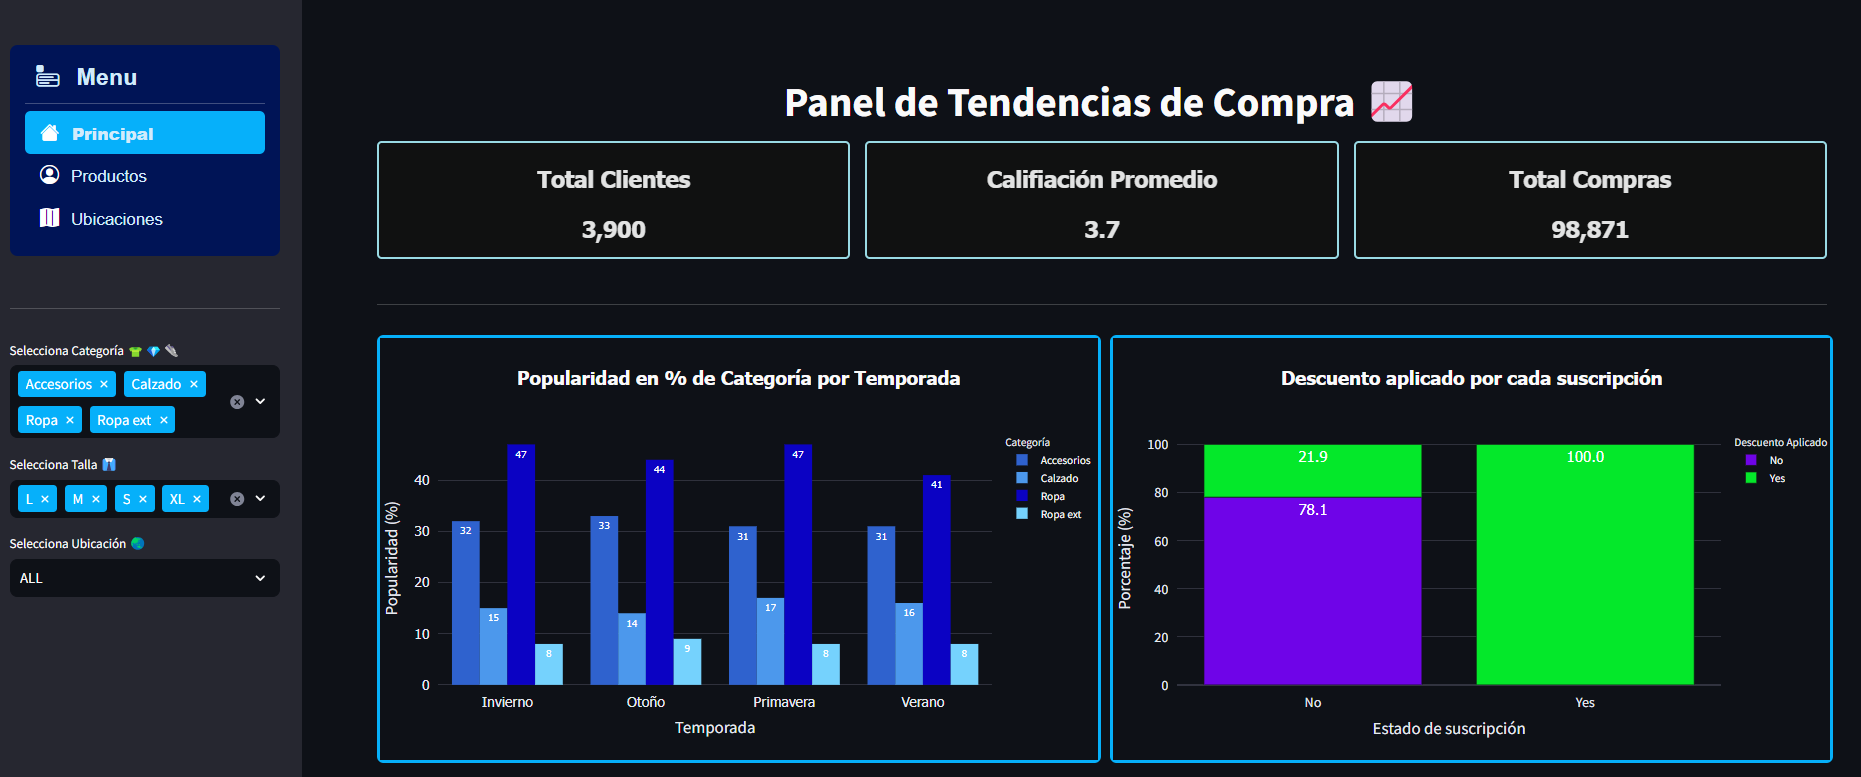 Menu
Principal
Productos
Ubicaciones
Selecciona Categoría
Accesorios × Calzado ×
Ropa × Ropa ext ×
Selecciona Talla
L × M × S × XL ×
Selecciona Ubicación
ALL
Panel de Tendencias de Compra
Total Clientes
3,900
Califiación Promedio
3.7
Total Compras
98,871
Popularidad en % de Categoría por Temporada
Categoría
Accesorios
Calzado
Ropa
Ropa ext
Popularidad (%)
40
30
20
10
0
32 15 47 8
33 14 44 9
31 17 47 8
31 16 41 8
Invierno Otoño Primavera Verano
Temporada
Descuento aplicado por cada suscripción
Descuento Aplicado
No
Yes
Porcentaje (%)
100
80
60
40
20
0
21.9
78.1
100.0
No Yes
Estado de suscripción